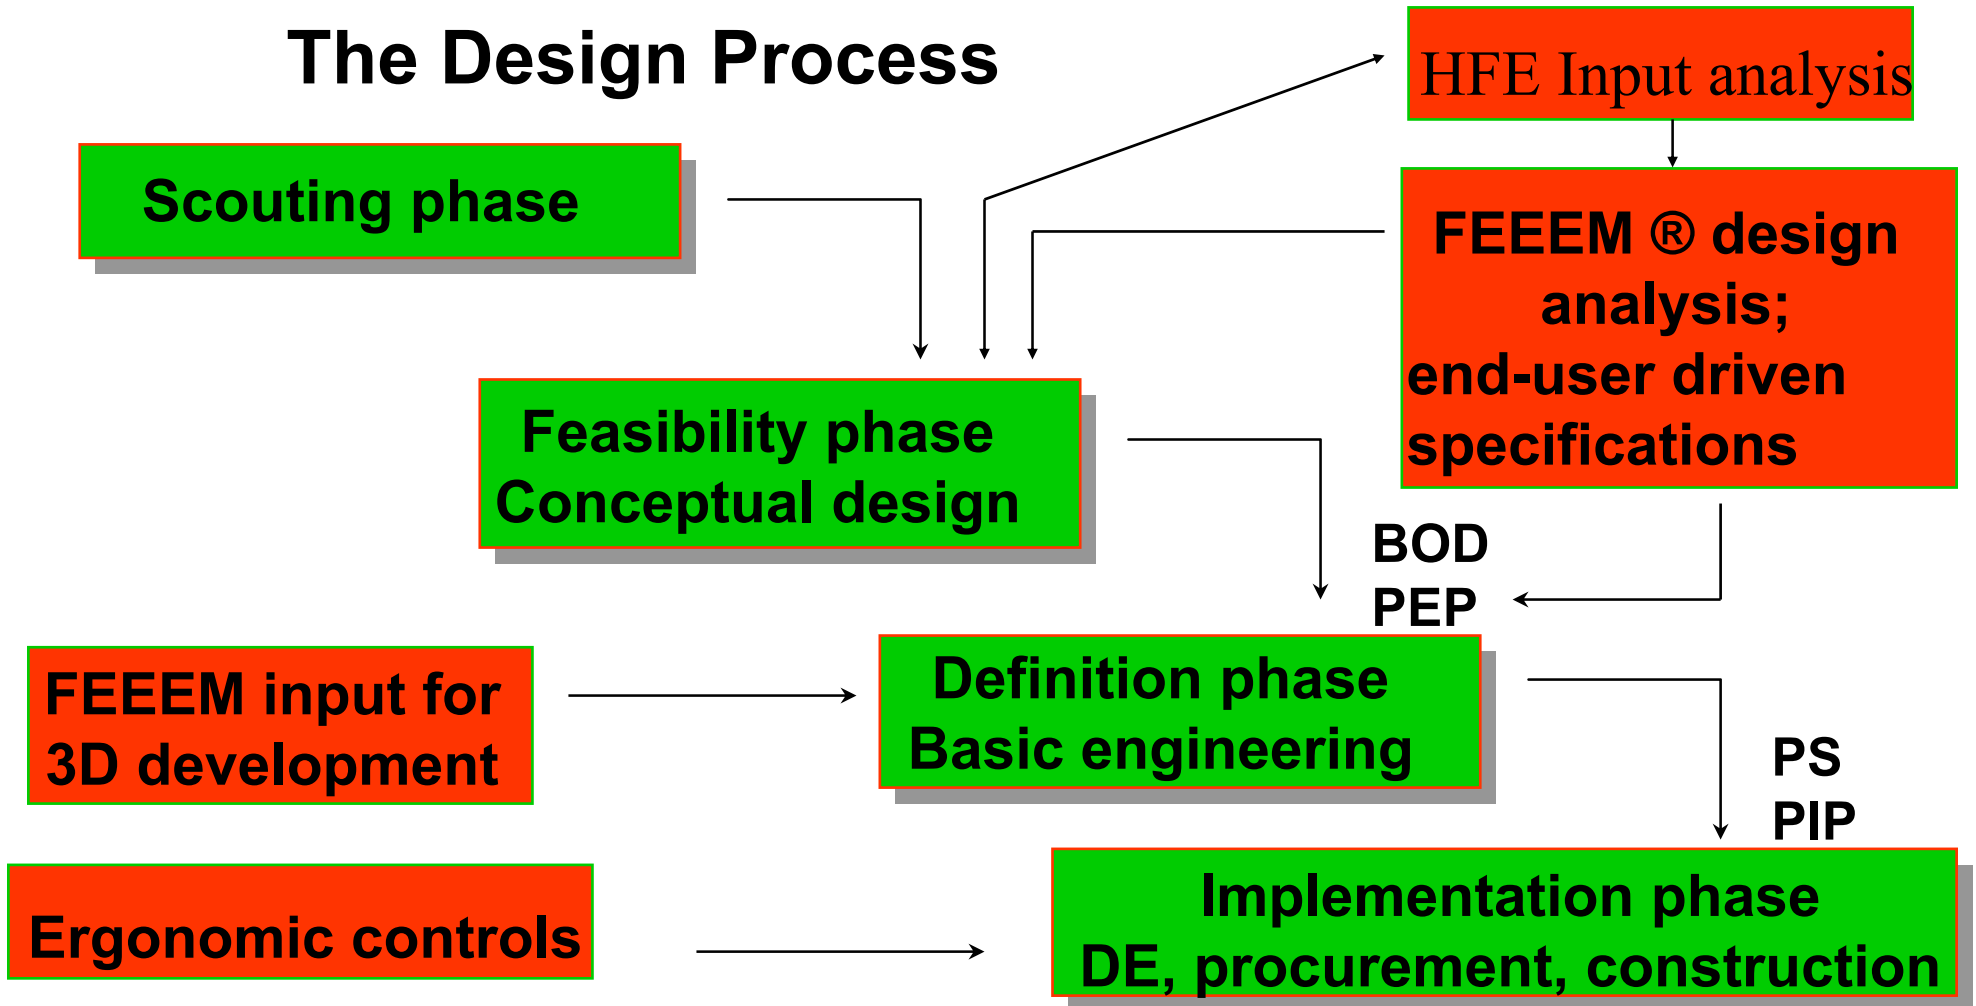 The Design Process
HFE Input analysis
Scouting phase
FEEEM ® design
analysis;
end-user driven
specifications
Feasibility phase
Conceptual design
BOD
PEP
FEEEM input for
3D development
Definition phase
Basic engineering
PS
PIP
Ergonomic controls
Implementation phase
DE, procurement, construction